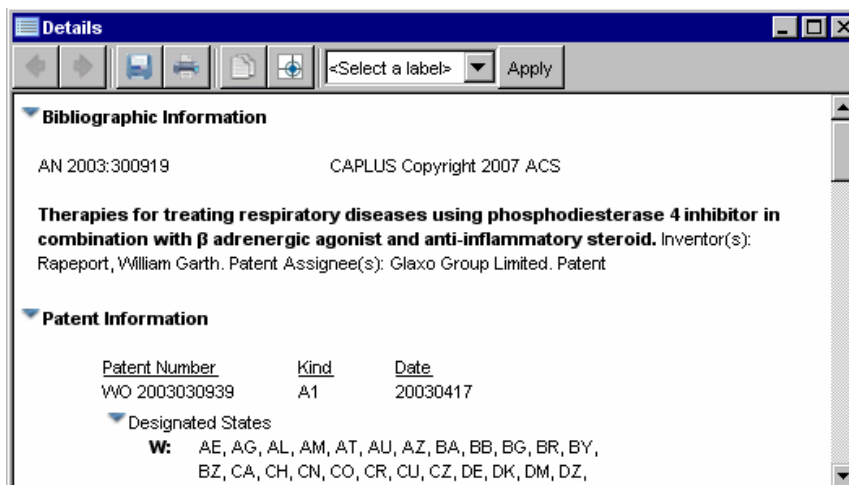 Details
<Select a label> Apply
Bibliographic Information
AN 2003:300919 CAPLUS Copyright 2007 ACS
Therapies for treating respiratory diseases using phosphodiesterase 4 inhibitor in
combination with β adrenergic agonist and anti-inflammatory steroid. Inventor(s):
Rapeport, William Garth. Patent Assignee(s): Glaxo Group Limited. Patent
Patent Information
Patent Number Kind Date
WO 2003030939 A1 20030417
Designated States
W: AE, AG, AL, AM, AT, AU, AZ, BA, BB, BG, BR, BY,
BZ, CA, CH, CN, CO, CR, CU, CZ, DE, DK, DM, DZ,